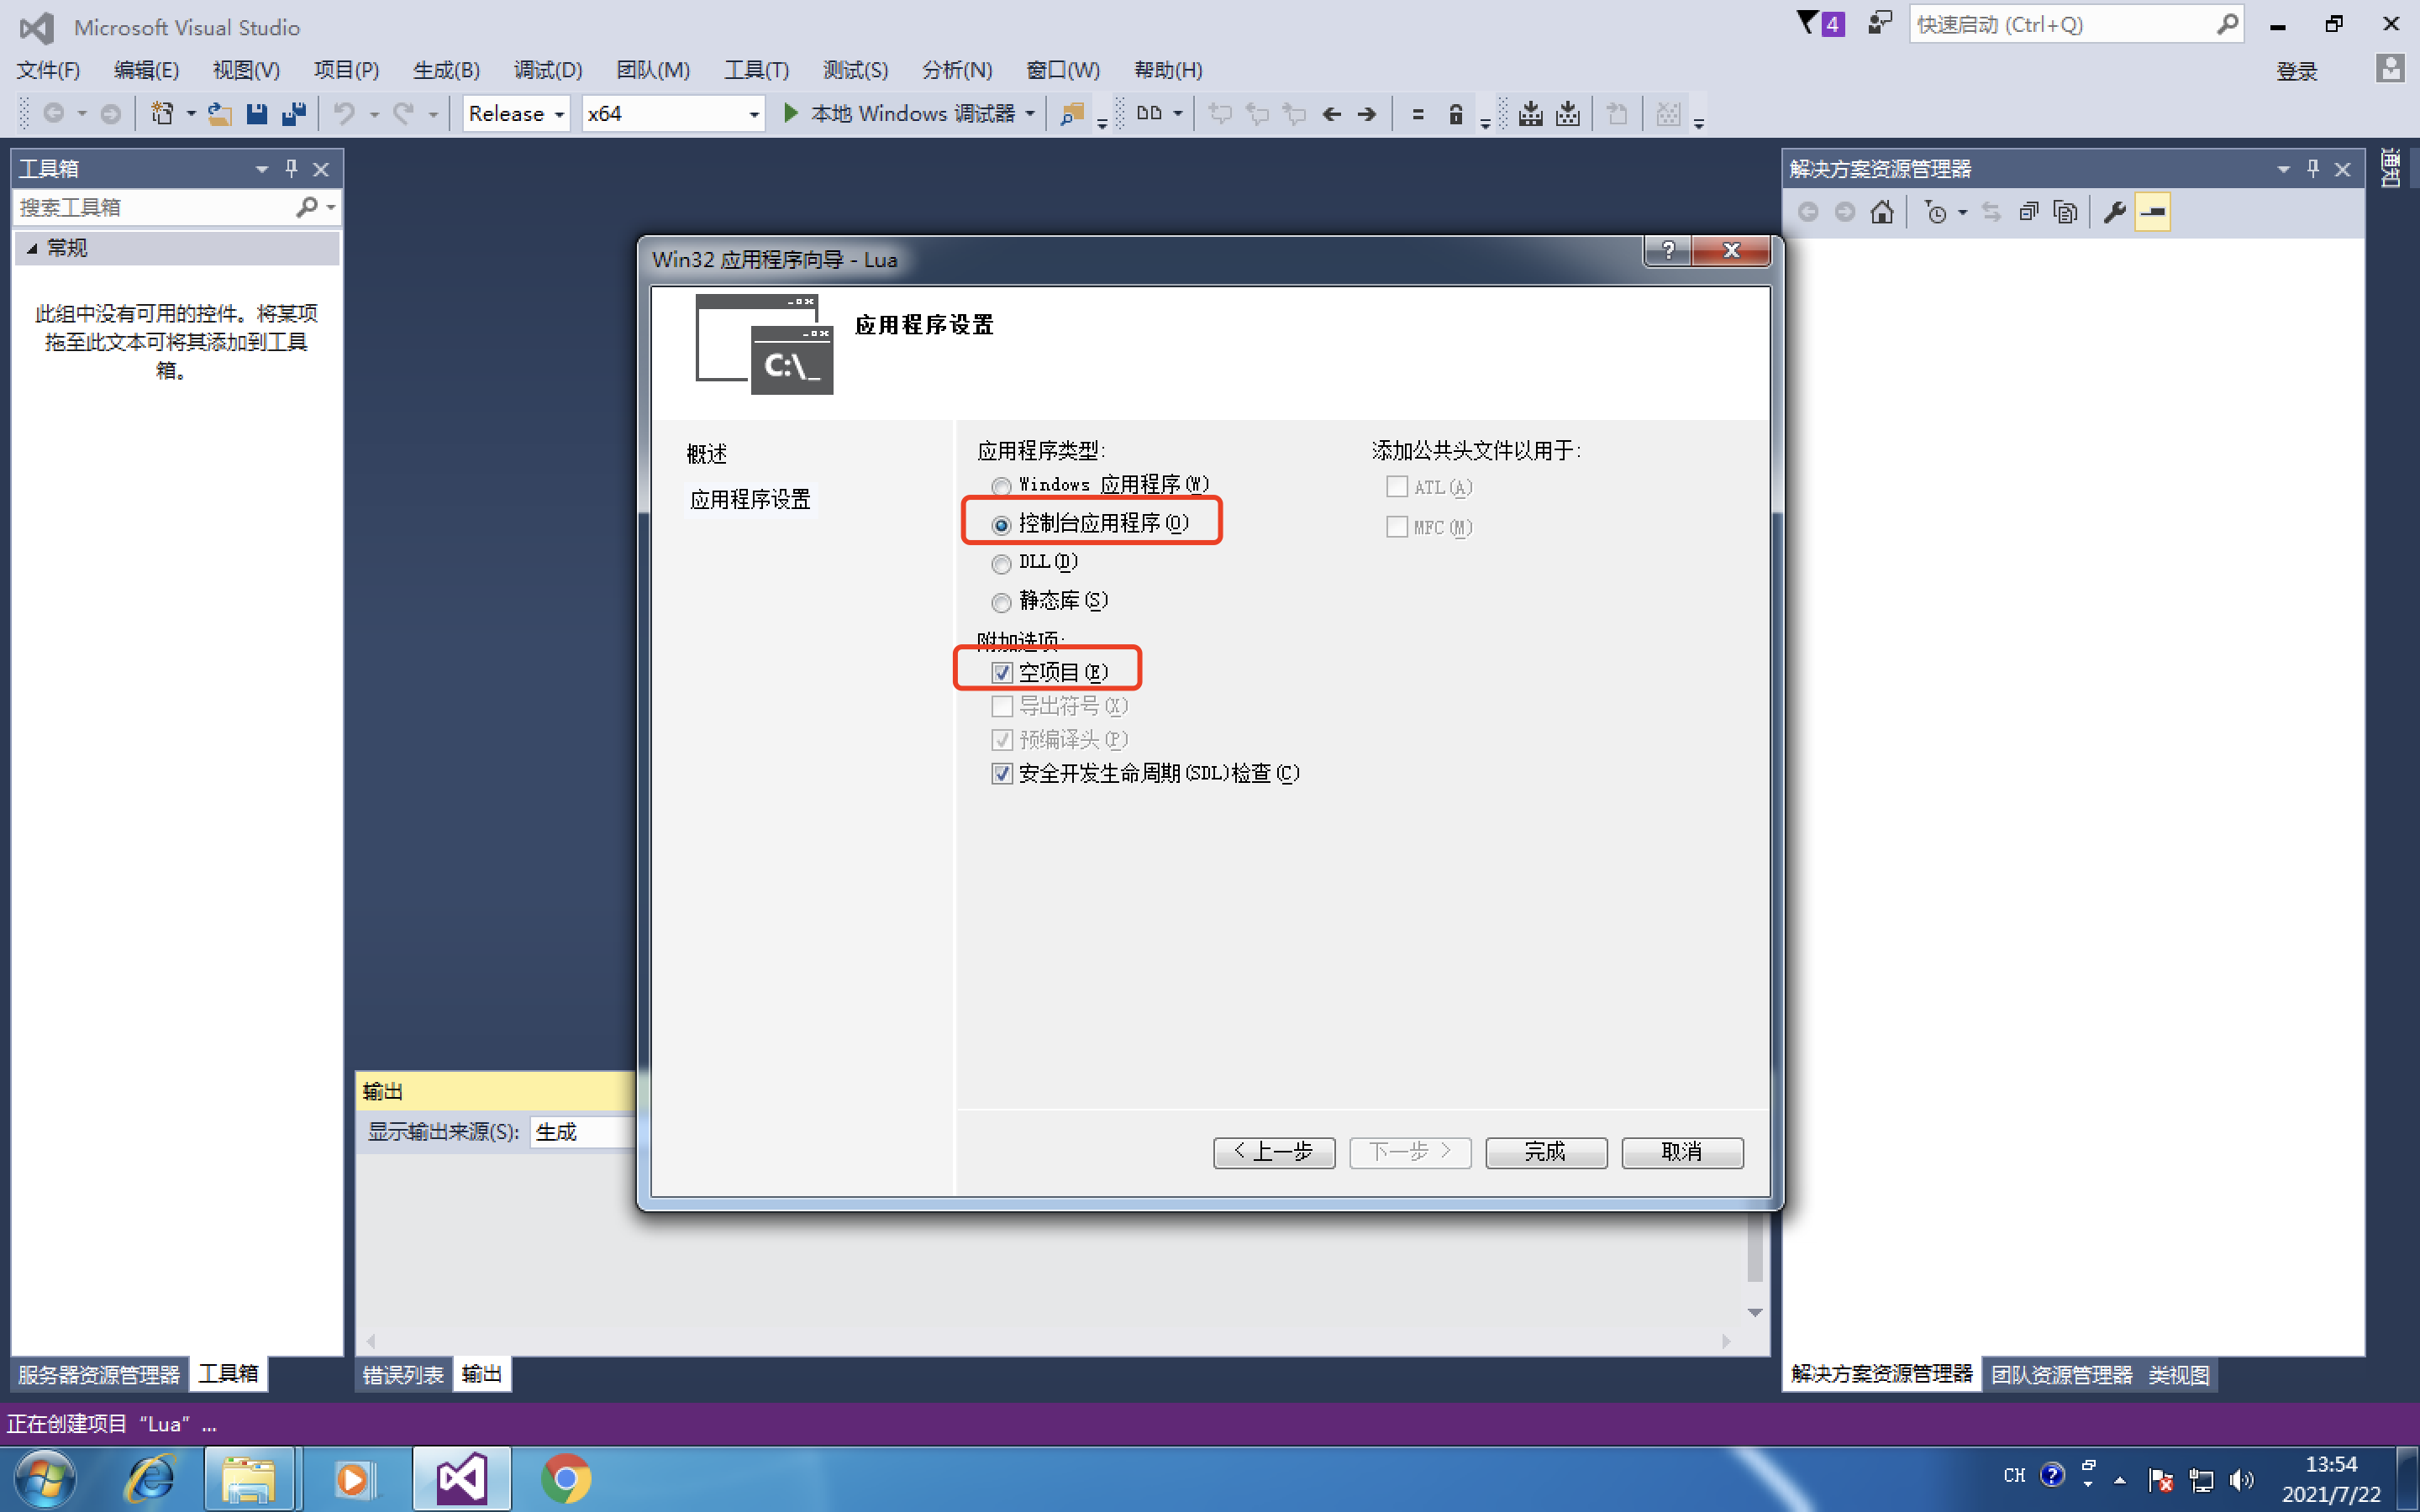 Microsoft Visual Studio
4
快速启动 (Ctrl+Q)
文件(F) 编辑(E) 视图(V) 项目(P) 生成(B) 调试(D) 团队(M) 工具(T) 测试(S) 分析(N) 窗口(W) 帮助(H)
登录
Release x64 本地 Windows 调试器
工具箱
搜索工具箱
常规
此组中没有可用的控件。将某项
拖至此文本可将其添加到工具
箱。
解决方案资源管理器
通知
Win32 应用程序向导 - Lua
C:\_
应用程序设置
概述
应用程序设置
应用程序类型:
Windows 应用程序(W)
控制台应用程序(O)
DLL(D)
静态库(S)
附加选项:
空项目(E)
导出符号(X)
预编译头(P)
安全开发生命周期(SDL)检查(C)
添加公共头文件以用于:
ATL(A)
MFC(M)
< 上一步 下一步 > 完成 取消
输出
显示输出来源(S): 生成
服务器资源管理器 工具箱
错误列表 输出
解决方案资源管理器 团队资源管理器 类视图
正在创建项目“Lua” ...
CH
13:54
2021/7/22